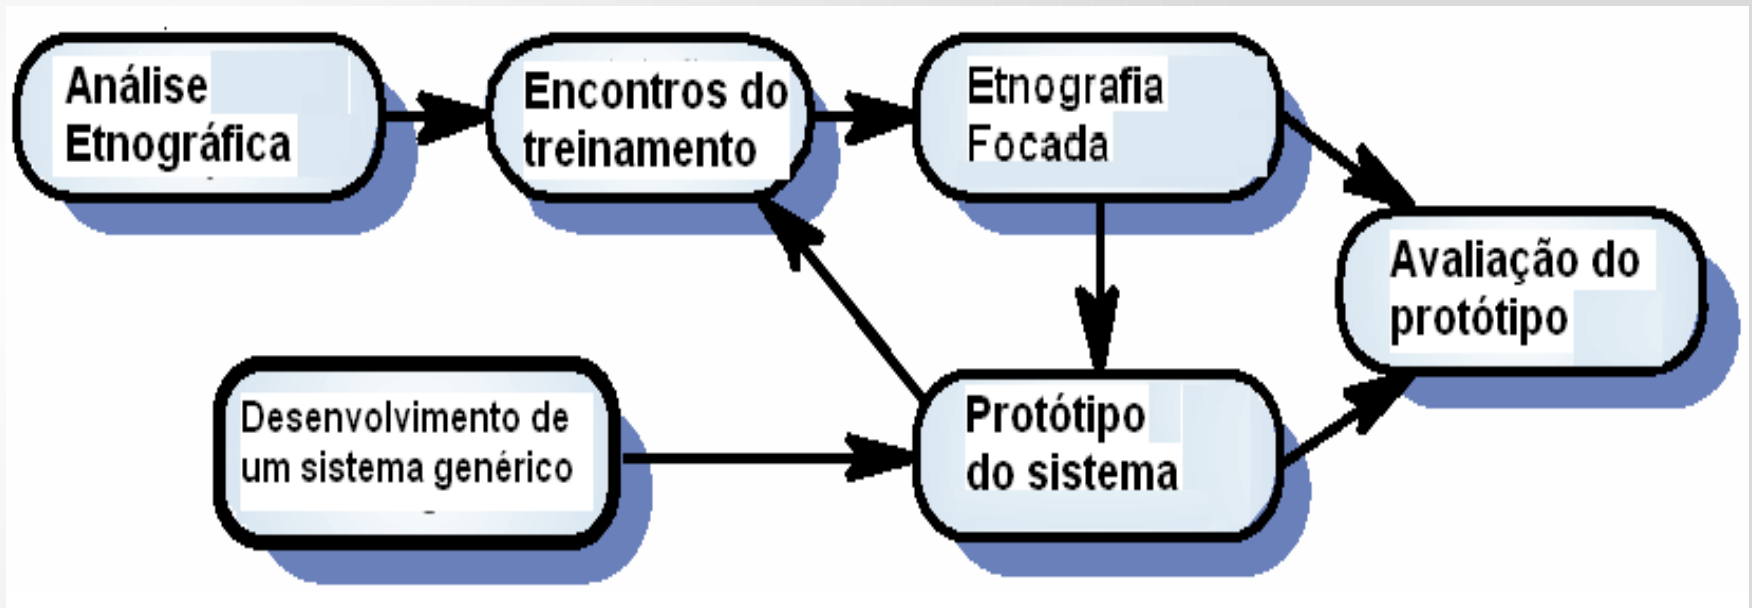 Análise
Etnográfica
Encontros do
treinamento
Etnografia
Focada
Avaliação do
protótipo
Desenvolvimento de
um sistema genérico
Protótipo
do sistema